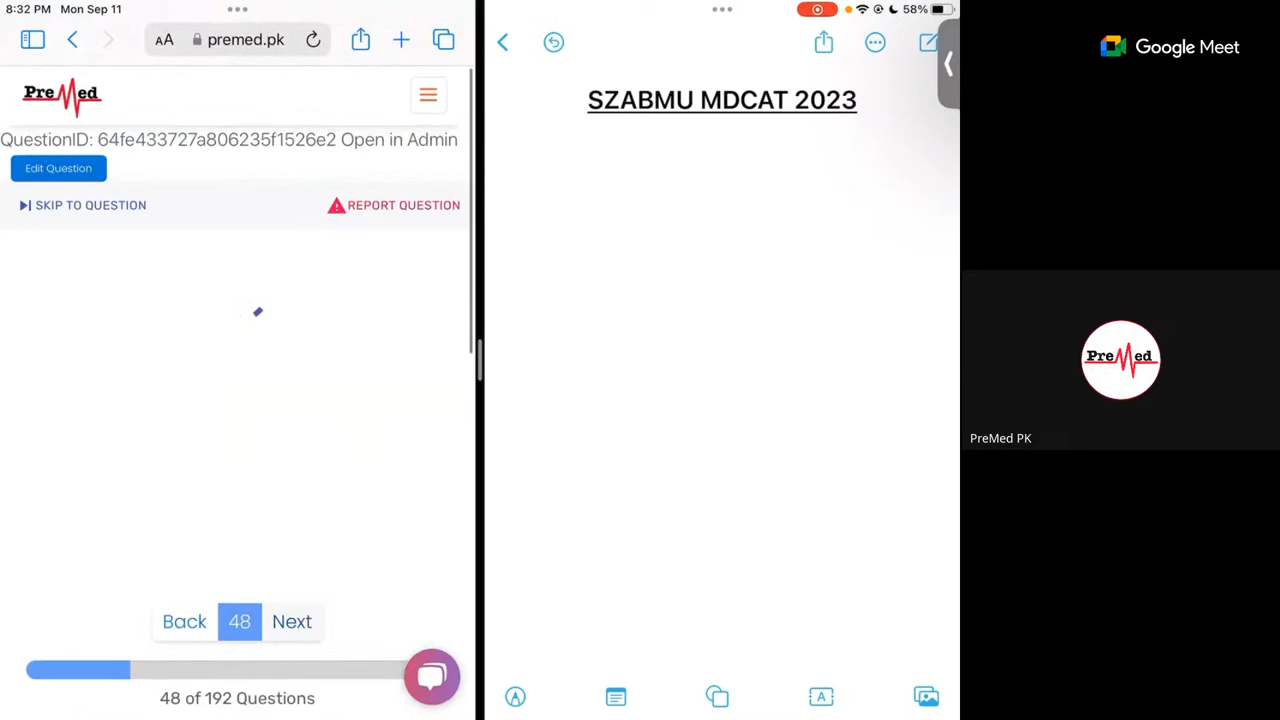 8:32 PM Mon Sep 11
AA premed.pk
PreMed
QuestionID: 64fe433727a806235f1526e2 Open in Admin
Edit Question
SKIP TO QUESTION
REPORT QUESTION
Back 48 Next
48 of 192 Questions
58%
SZABMU MDCAT 2023
A
Google Meet
PreMed
PreMed PK